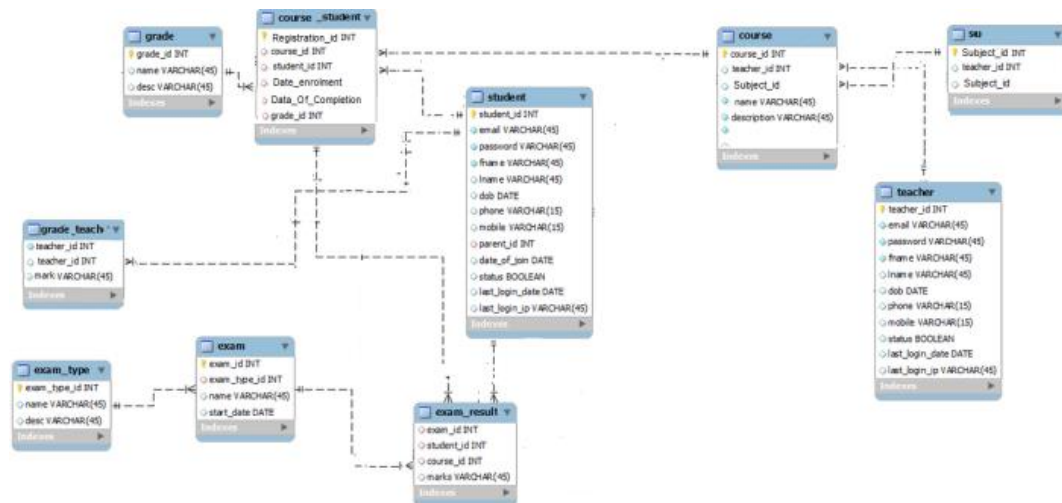 grade
grade_id INT
name VARCHAR(45)
desc VARCHAR(45)
Indexes
course _student
Registration_id INT
course_id INT
student_id INT
Date_enrolment
Data_Of_Completion
grade_id INT
Indexes
student
student_id INT
email VARCHAR(45)
password VARCHAR(45)
fname VARCHAR(45)
lname VARCHAR(45)
dob DATE
phone VARCHAR(15)
mobile VARCHAR(15)
parent_id INT
date_of_join DATE
status BOOLEAN
last_login_date DATE
last_login_ip VARCHAR(45)
Indexes
course
course_id INT
teacher_id INT
Subject_id
name VARCHAR(45)
description VARCHAR(45)
Indexes
su
Subject_id INT
teacher_id INT
Subject_id
Indexes
teacher
teacher_id INT
email VARCHAR(45)
password VARCHAR(45)
fname VARCHAR(45)
lname VARCHAR(45)
dob DATE
phone VARCHAR(15)
mobile VARCHAR(15)
status BOOLEAN
last_login_date DATE
last_login_ip VARCHAR(45)
Indexes
grade_teach
teacher_id INT
teacher_id INT
mark VARCHAR(45)
Indexes
exam_type
exam_type_id INT
name VARCHAR(45)
desc VARCHAR(45)
Indexes
exam
exam_id INT
exam_type_id INT
name VARCHAR(45)
start_date DATE
Indexes
exam_result
exam_id INT
student_id INT
course_id INT
marks VARCHAR(45)
Indexes